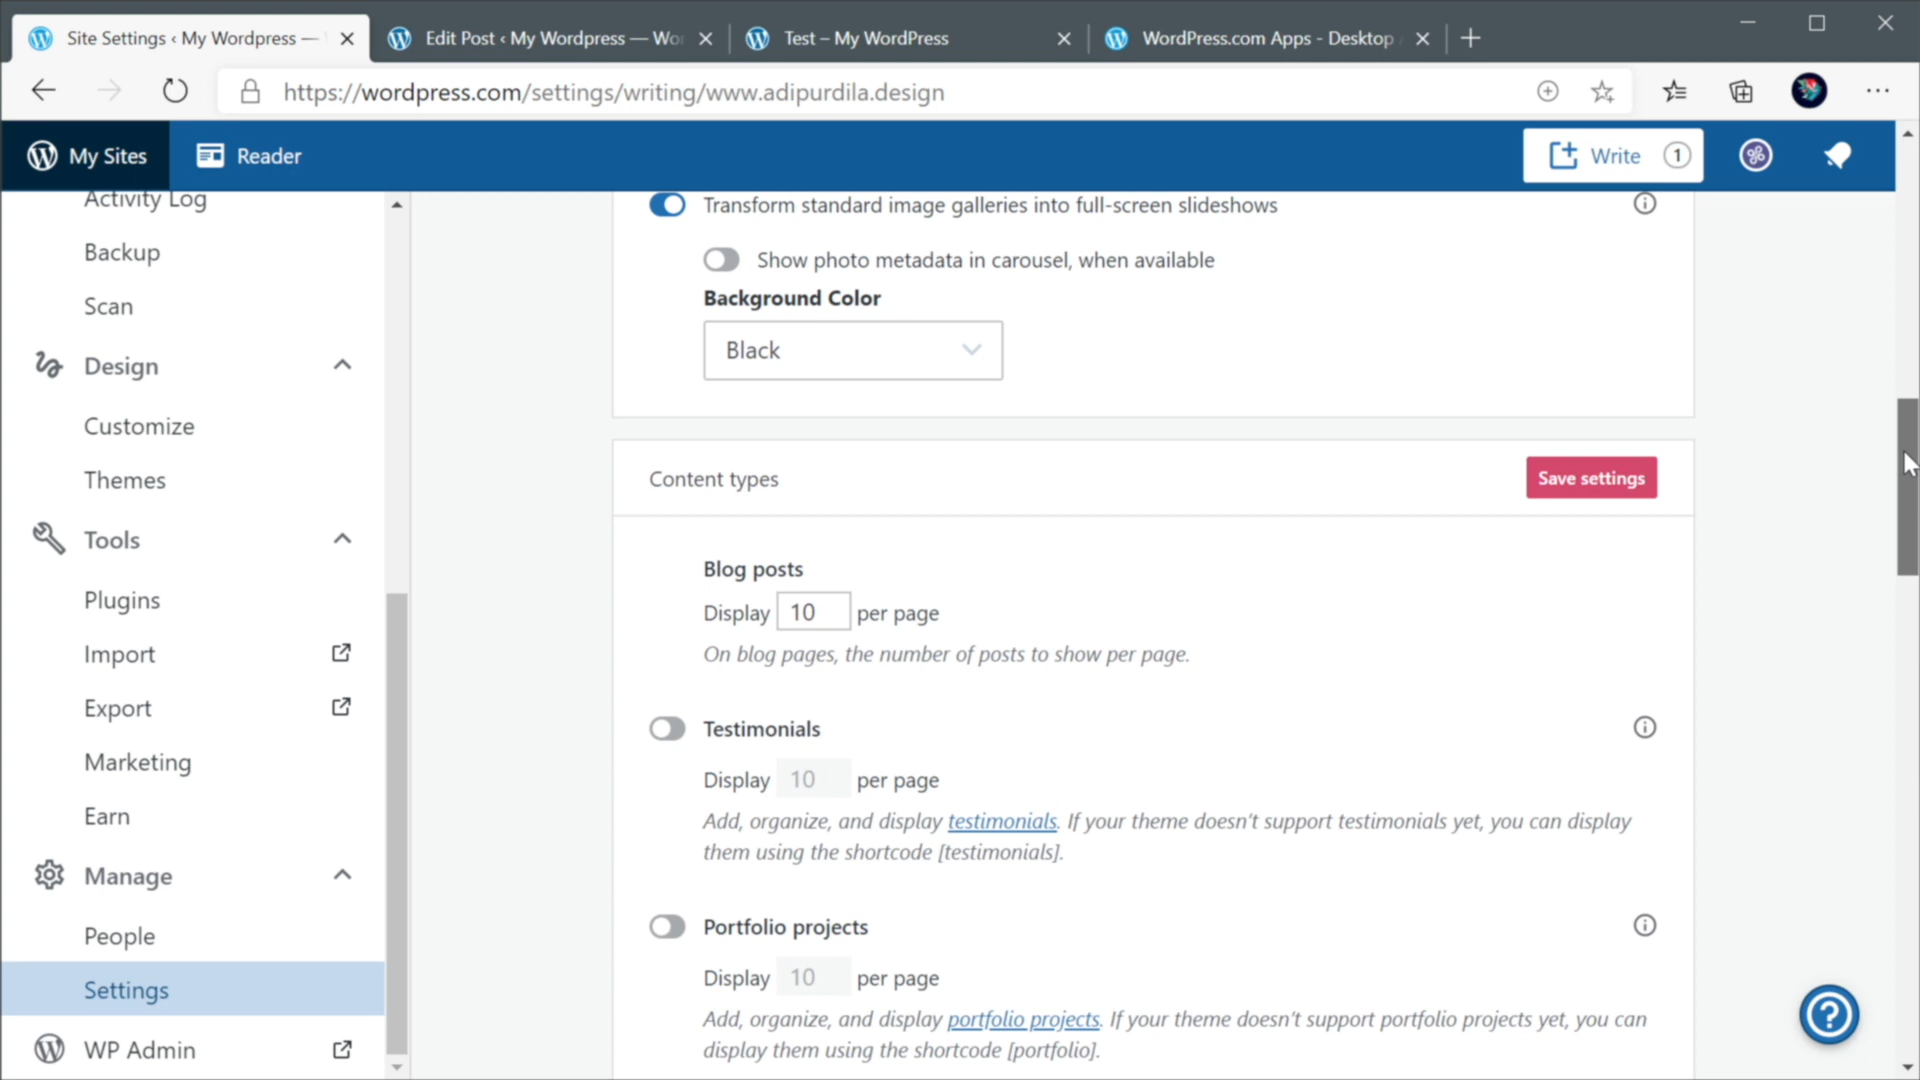 Site Settings ‹ My Wordpress —
Edit Post ‹ My Wordpress — Wo
Test – My WordPress
WordPress.com Apps - Desktop
https://wordpress.com/settings/writing/www.adipurdila.design
My Sites
Reader
Write 1
Activity Log
Backup
Scan
Design
Customize
Themes
Tools
Plugins
Import
Export
Marketing
Earn
Manage
People
Settings
WP Admin
Transform standard image galleries into full-screen slideshows
Show photo metadata in carousel, when available
Background Color
Black
Content types
Save settings
Blog posts
Display 10 per page
On blog pages, the number of posts to show per page.
Testimonials
Display 10 per page
Add, organize, and display testimonials. If your theme doesn't support testimonials yet, you can display
them using the shortcode [testimonials].
Portfolio projects
Display 10 per page
Add, organize, and display portfolio projects. If your theme doesn't support portfolio projects yet, you can
display them using the shortcode [portfolio].